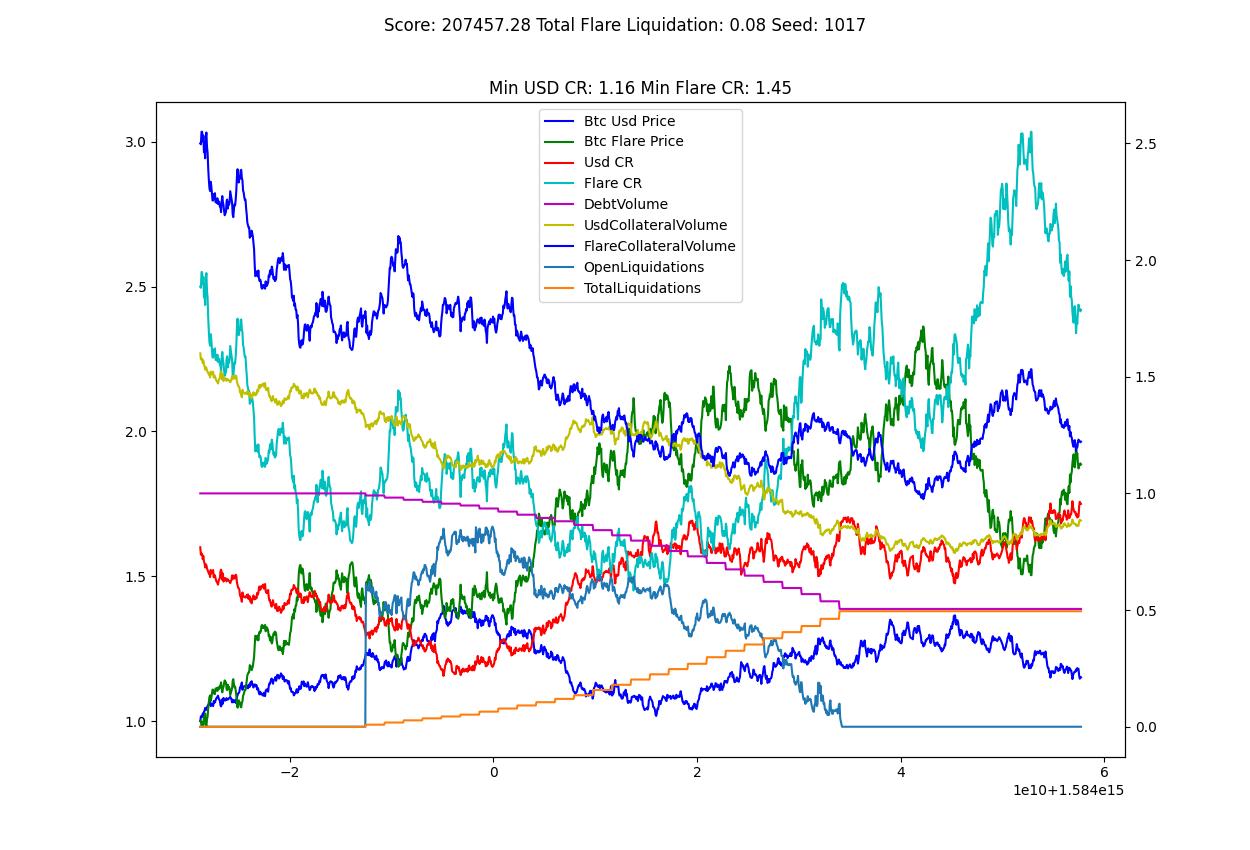 Score: 207457.28 Total Flare Liquidation: 0.08 Seed: 1017
Min USD CR: 1.16 Min Flare CR: 1.45
Btc Usd Price
Btc Flare Price
Usd CR
Flare CR
DebtVolume
UsdCollateralVolume
FlareCollateralVolume
OpenLiquidations
TotalLiquidations
3.0
2.5
2.0
1.5
1.0
2.5
2.0
1.5
1.0
0.5
0.0
−2
0
2
4
6
1e10+1.584e15